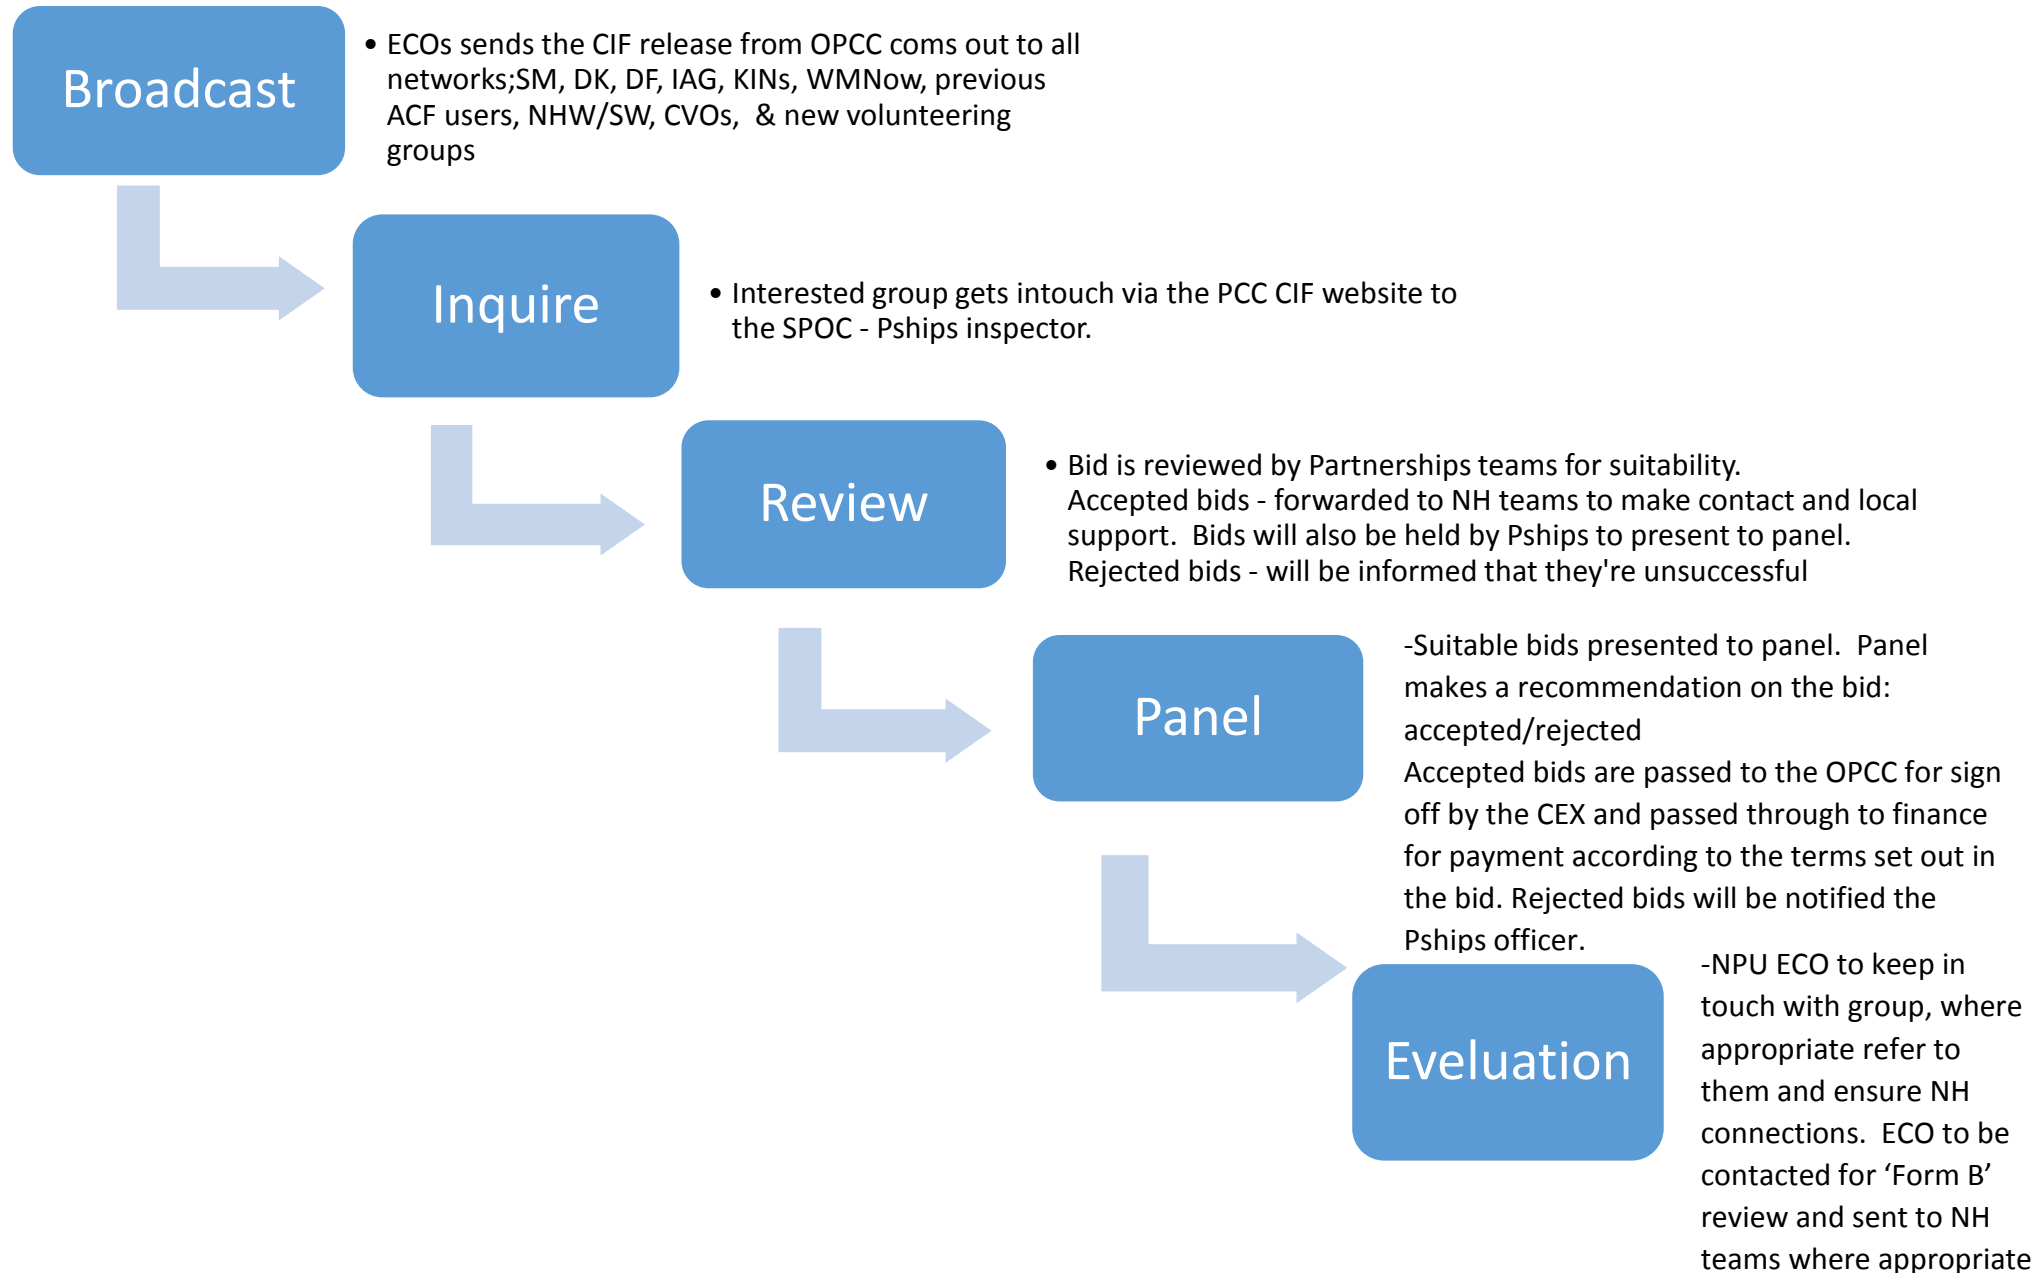 Broadcast
• ECOs sends the CIF release from OPCC coms out to all
networks;SM, DK, DF, IAG, KINs, WMNow, previous
ACF users, NHW/SW, CVOs,  & new volunteering
groups
Inquire
• Interested group gets intouch via the PCC CIF website to
the SPOC - Pships inspector.
Review
• Bid is reviewed by Partnerships teams for suitability.
Accepted bids - forwarded to NH teams to make contact and local
support.  Bids will also be held by Pships to present to panel.
Rejected bids - will be informed that they're unsuccessful
Panel
-Suitable bids presented to panel.  Panel
makes a recommendation on the bid:
accepted/rejected
Accepted bids are passed to the OPCC for sign
off by the CEX and passed through to finance
for payment according to the terms set out in
the bid. Rejected bids will be notified the
Pships officer.
Eveluation
-NPU ECO to keep in
touch with group, where
appropriate refer to
them and ensure NH
connections.  ECO to be
contacted for ‘Form B’
review and sent to NH
teams where appropriate